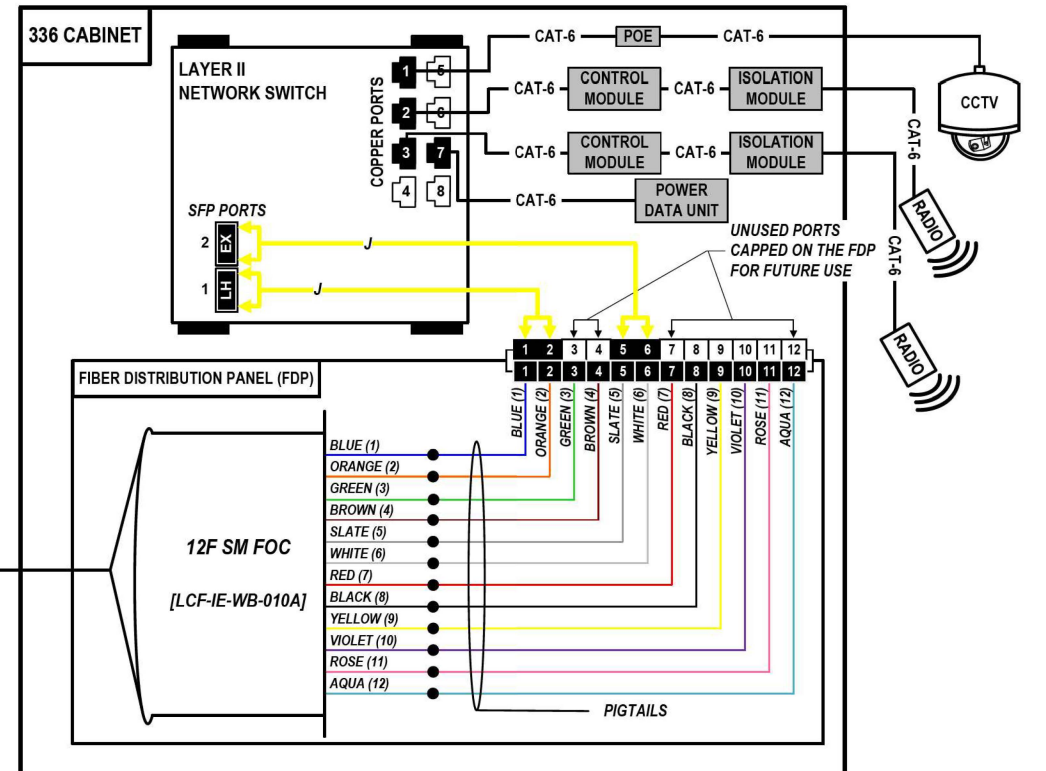 336 CABINET
LAYER II
NETWORK SWITCH
COPPER PORTS
1 5
2 6
3 7
4 8
CAT-6 POE CAT-6
CAT-6 CONTROL MODULE CAT-6 ISOLATION MODULE
CAT-6 CONTROL MODULE CAT-6 ISOLATION MODULE
CAT-6 POWER DATA UNIT
CCTV
CAT-6
RADIO
CAT-6
RADIO
SFP PORTS
2 EX
1 LH
J
J
UNUSED PORTS
CAPPED ON THE FDP
FOR FUTURE USE
1 2 3 4 5 6 7 8 9 10 11 12
1 2 3 4 5 6 7 8 9 10 11 12
FIBER DISTRIBUTION PANEL (FDP)
BLUE (1)
ORANGE (2)
GREEN (3)
BROWN (4)
SLATE (5)
WHITE (6)
RED (7)
BLACK (8)
YELLOW (9)
VIOLET (10)
ROSE (11)
AQUA (12)
12F SM FOC
[LCF-IE-WB-010A]
BLUE (1)
ORANGE (2)
GREEN (3)
BROWN (4)
SLATE (5)
WHITE (6)
RED (7)
BLACK (8)
YELLOW (9)
VIOLET (10)
ROSE (11)
AQUA (12)
PIGTAILS